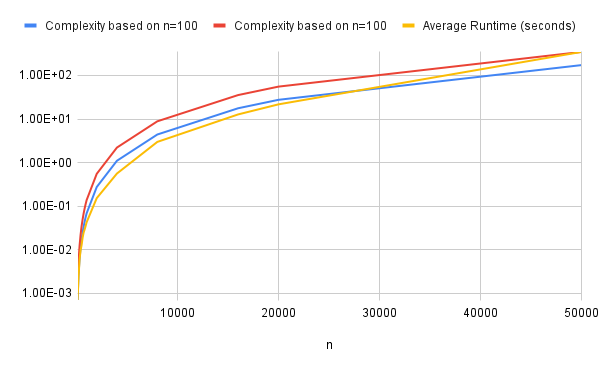 Complexity based on n=100 Complexity based on n=100 Average Runtime (seconds)
1.00E+02
1.00E+01
1.00E+00
1.00E-01
1.00E-02
1.00E-03
10000 20000 30000 40000 50000
n